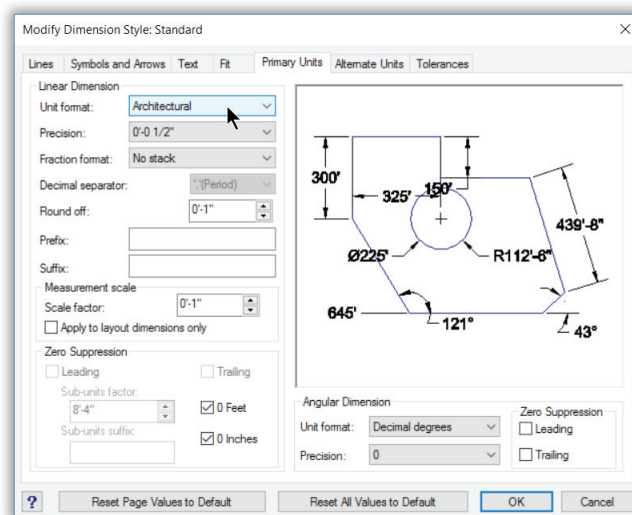 Modify Dimension Style: Standard
Lines Symbols and Arrows Text Fit Primary Units Alternate Units Tolerances
Linear Dimension
Unit format: Architectural
Precision: 0'-0 1/2"
Fraction format: No stack
Decimal separator: '.'(Period)
Round off: 0'-1"
Prefix:
Suffix:
Measurement scale
Scale factor: 0'-1"
Apply to layout dimensions only
Zero Suppression
Leading Trailing
Sub-units factor:
8'-4" 0 Feet
Sub-units suffix:
0 Inches
300'
325'
150'
439'-8"
Ø225'
R112'-6"
645'
121°
43°
Angular Dimension
Unit format: Decimal degrees
Precision: 0
Zero Suppression
Leading
Trailing
? Reset Page Values to Default Reset All Values to Default OK Cancel